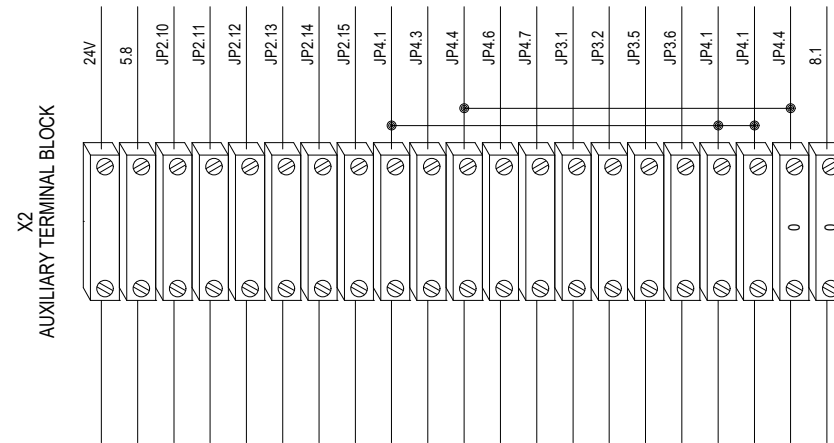 X2
AUXILIARY TERMINAL BLOCK
24V
5.8
JP2.10
JP2.11
JP2.12
JP2.13
JP2.14
JP2.15
JP4.1
JP4.3
JP4.4
JP4.6
JP4.7
JP3.1
JP3.2
JP3.5
JP3.6
JP4.1
JP4.1
JP4.4
8.1
0
0